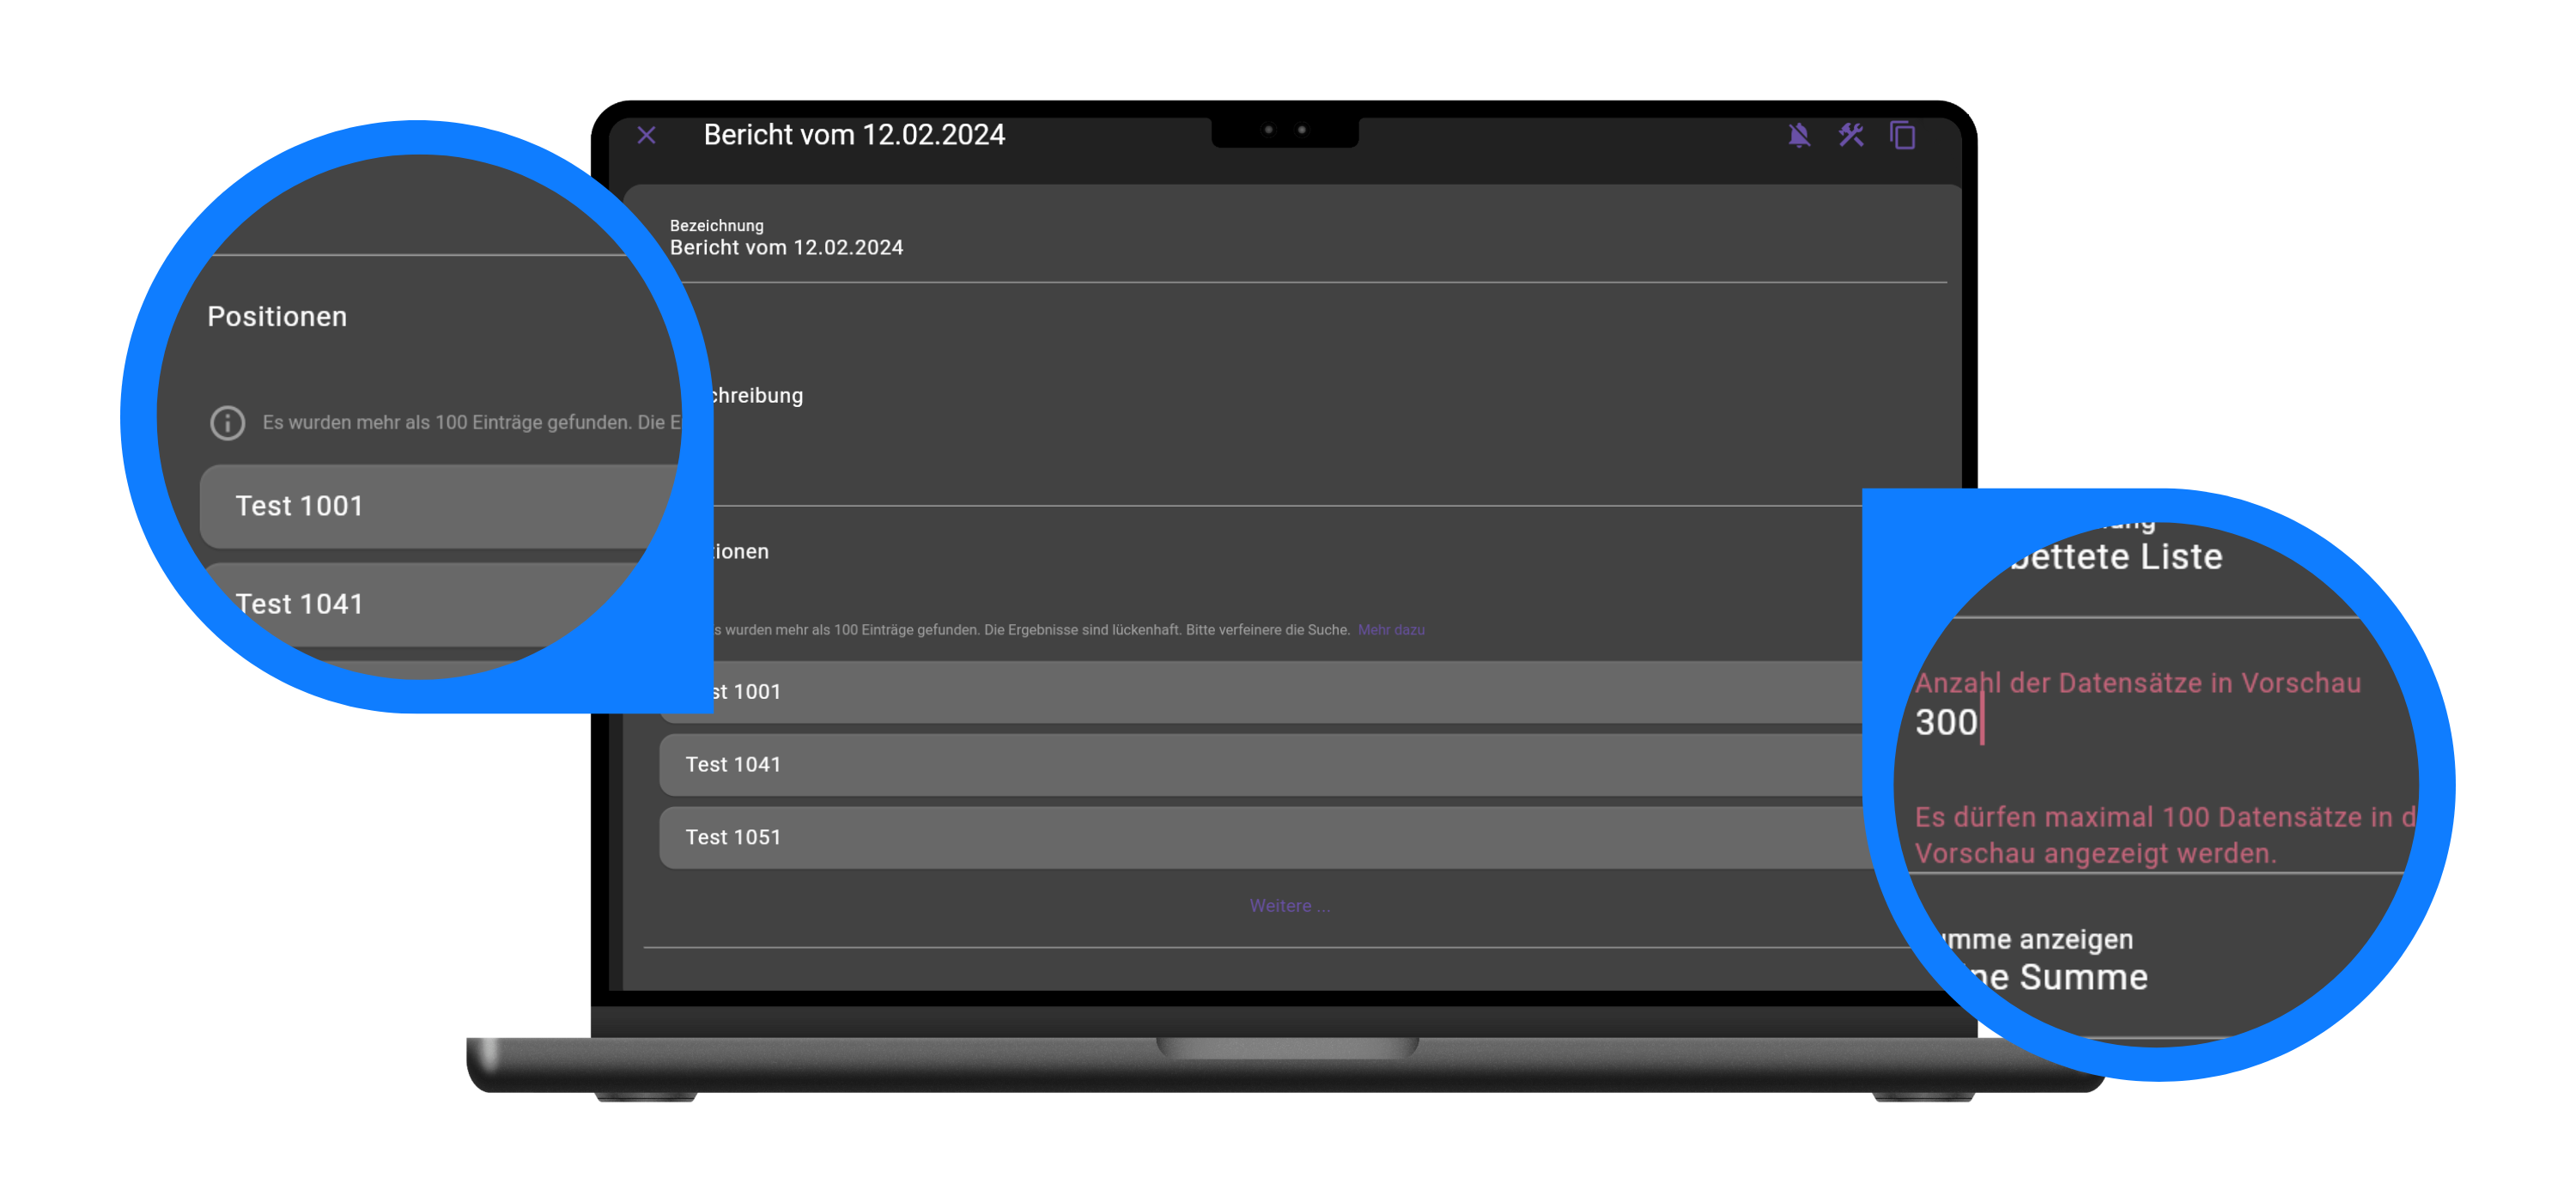 Bericht vom 12.02.2024
Bezeichnung
Bericht vom 12.02.2024
Positionen
Es wurden mehr als 100 Einträge gefunden. Die E
Test 1001
Test 1041
chreibung
tionen
s wurden mehr als 100 Einträge gefunden. Die Ergebnisse sind lückenhaft. Bitte verfeinere die Suche. Mehr dazu
st 1001
Test 1041
Test 1051
Weitere ...
bettete Liste
Anzahl der Datensätze in Vorschau
300
Es dürfen maximal 100 Datensätze in d
Vorschau angezeigt werden.
mme anzeigen
ne Summe